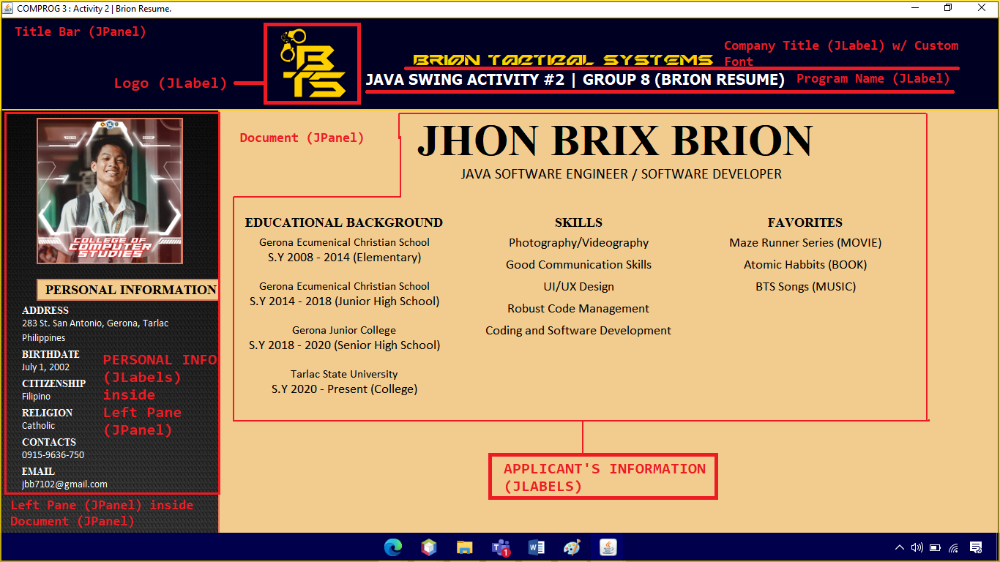 COMPROG 3 : Activity 2 | Brion Resume.
Title Bar (JPanel)
Logo (JLabel)
BTS
BRION TACTICAL SYSTEMS
Company Title (JLabel) w/ Custom
Font
JAVA SWING ACTIVITY #2 | GROUP 8 (BRION RESUME)
Program Name (JLabel)
COLLEGE OF
COMPUTER
STUDIES
PERSONAL INFORMATION
ADDRESS
283 St. San Antonio, Gerona, Tarlac
Philippines
BIRTHDATE
July 1, 2002
CITIZENSHIP
Filipino
RELIGION
Catholic
CONTACTS
0915-9636-750
EMAIL
jbb7102@gmail.com
PERSONAL INFO
(JLabels)
inside
Left Pane
(JPanel)
Left Pane (JPanel) inside
Document (JPanel)
Document (JPanel)
JHON BRIX BRION
JAVA SOFTWARE ENGINEER / SOFTWARE DEVELOPER
EDUCATIONAL BACKGROUND
Gerona Ecumenical Christian School
S.Y 2008 - 2014 (Elementary)
Gerona Ecumenical Christian School
S.Y 2014 - 2018 (Junior High School)
Gerona Junior College
S.Y 2018 - 2020 (Senior High School)
Tarlac State University
S.Y 2020 - Present (College)
SKILLS
Photography/Videography
Good Communication Skills
UI/UX Design
Robust Code Management
Coding and Software Development
FAVORITES
Maze Runner Series (MOVIE)
Atomic Habbits (BOOK)
BTS Songs (MUSIC)
APPLICANT'S INFORMATION
(JLABELS)
1